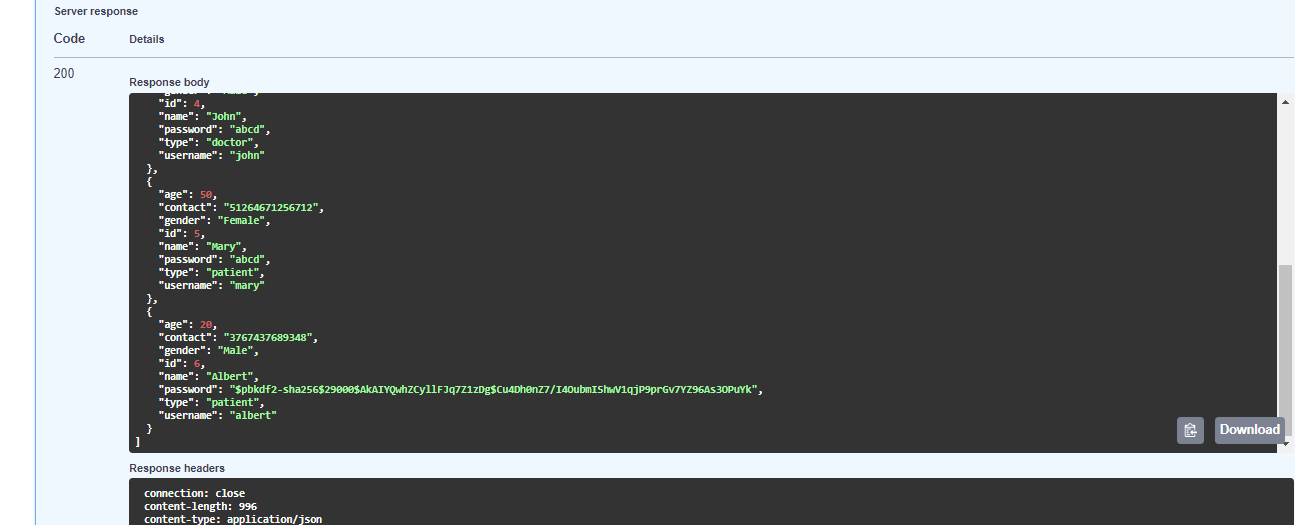 Server response
Code Details
200
Response body
"id": 4,
"name": "John",
"password": "abcd",
"type": "doctor",
"username": "john"
},
{
"age": 50,
"contact": "51264671256712",
"gender": "Female",
"id": 5,
"name": "Mary",
"password": "abcd",
"type": "patient",
"username": "mary"
},
{
"age": 20,
"contact": "3767437689348",
"gender": "Male",
"id": 6,
"name": "Albert",
"password": "$pbkdf2-sha256$29000$AkAIYQwhZCyllFJq7Z1zDg$Cu4Dh0nZ7/I4OubmIShwV1qjP9prGv7YZ96As3OPuYk",
"type": "patient",
"username": "albert"
}
]
Download
Response headers
connection: close
content-length: 996
content-type: application/json